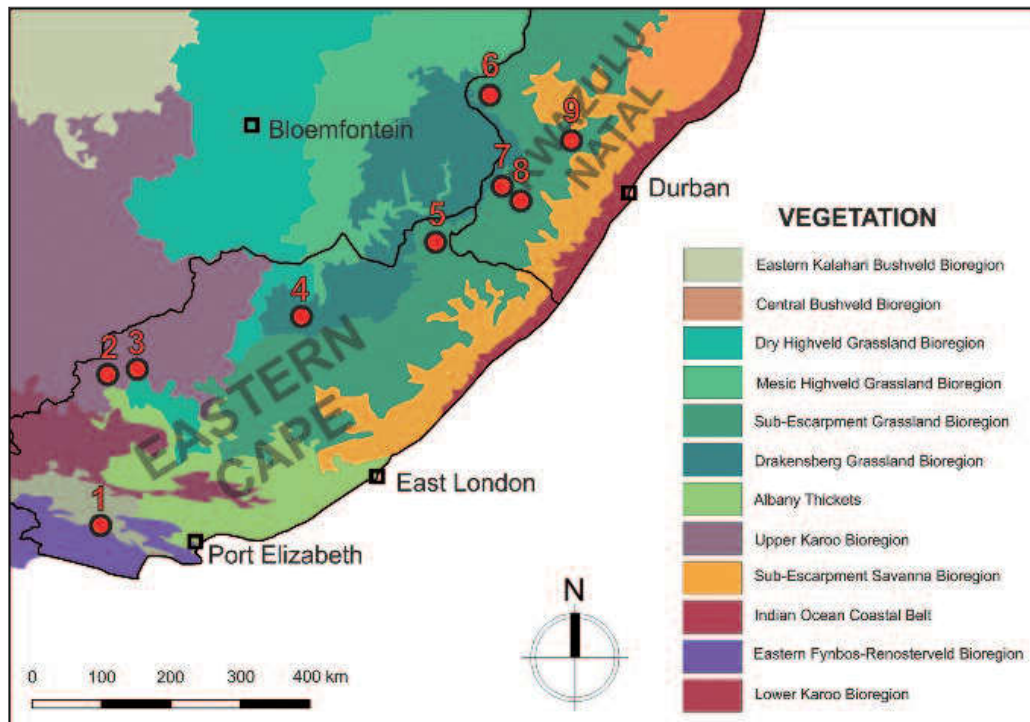 6
9
KWAZULU
NATAL
Bloemfontein
7
8
Durban
5
VEGETATION
Eastern Kalahari Bushveld Bioregion
Central Bushveld Bioregion
Dry Highveld Grassland Bioregion
Mesic Highveld Grassland Bioregion
Sub-Escarpment Grassland Bioregion
Drakensberg Grassland Bioregion
Albany Thickets
Upper Karoo Bioregion
Sub-Escarpment Savanna Bioregion
Indian Ocean Coastal Belt
Eastern Fynbos-Renosterveld Bioregion
Lower Karoo Bioregion
4
2
3
EASTERN
CAPE
East London
1
Port Elizabeth
N
0 100 200 300 400 km